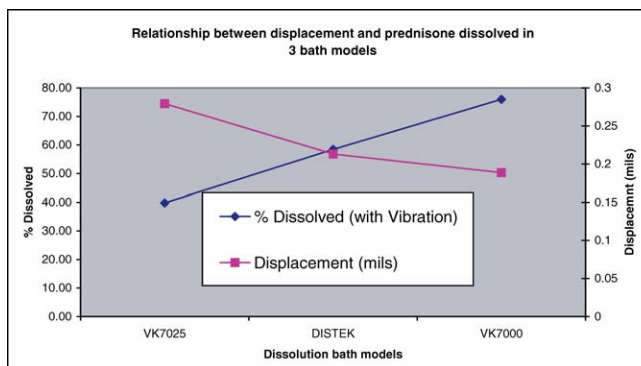 Relationship between displacement and prednisone dissolved in
3 bath models
80.00
70.00
60.00
50.00
40.00
30.00
20.00
10.00
0.00
% Dissolved
0.3
0.25
0.2
0.15
0.1
0.05
0
Displacemnt (mils)
% Dissolved (with Vibration)
Displacement (mils)
VK7025
DISTEK
VK7000
Dissolution bath models